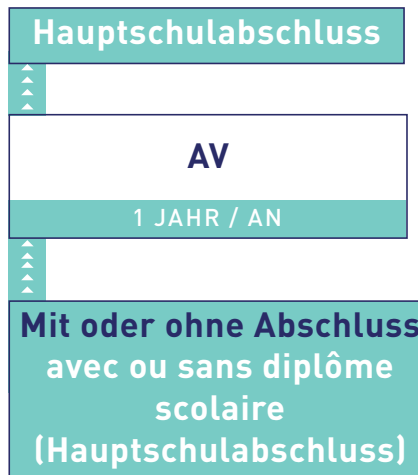 Hauptschulabschluss
AV
1 JAHR / AN
Mit oder ohne Abschluss
avec ou sans diplôme
scolaire
(Hauptschulabschluss)